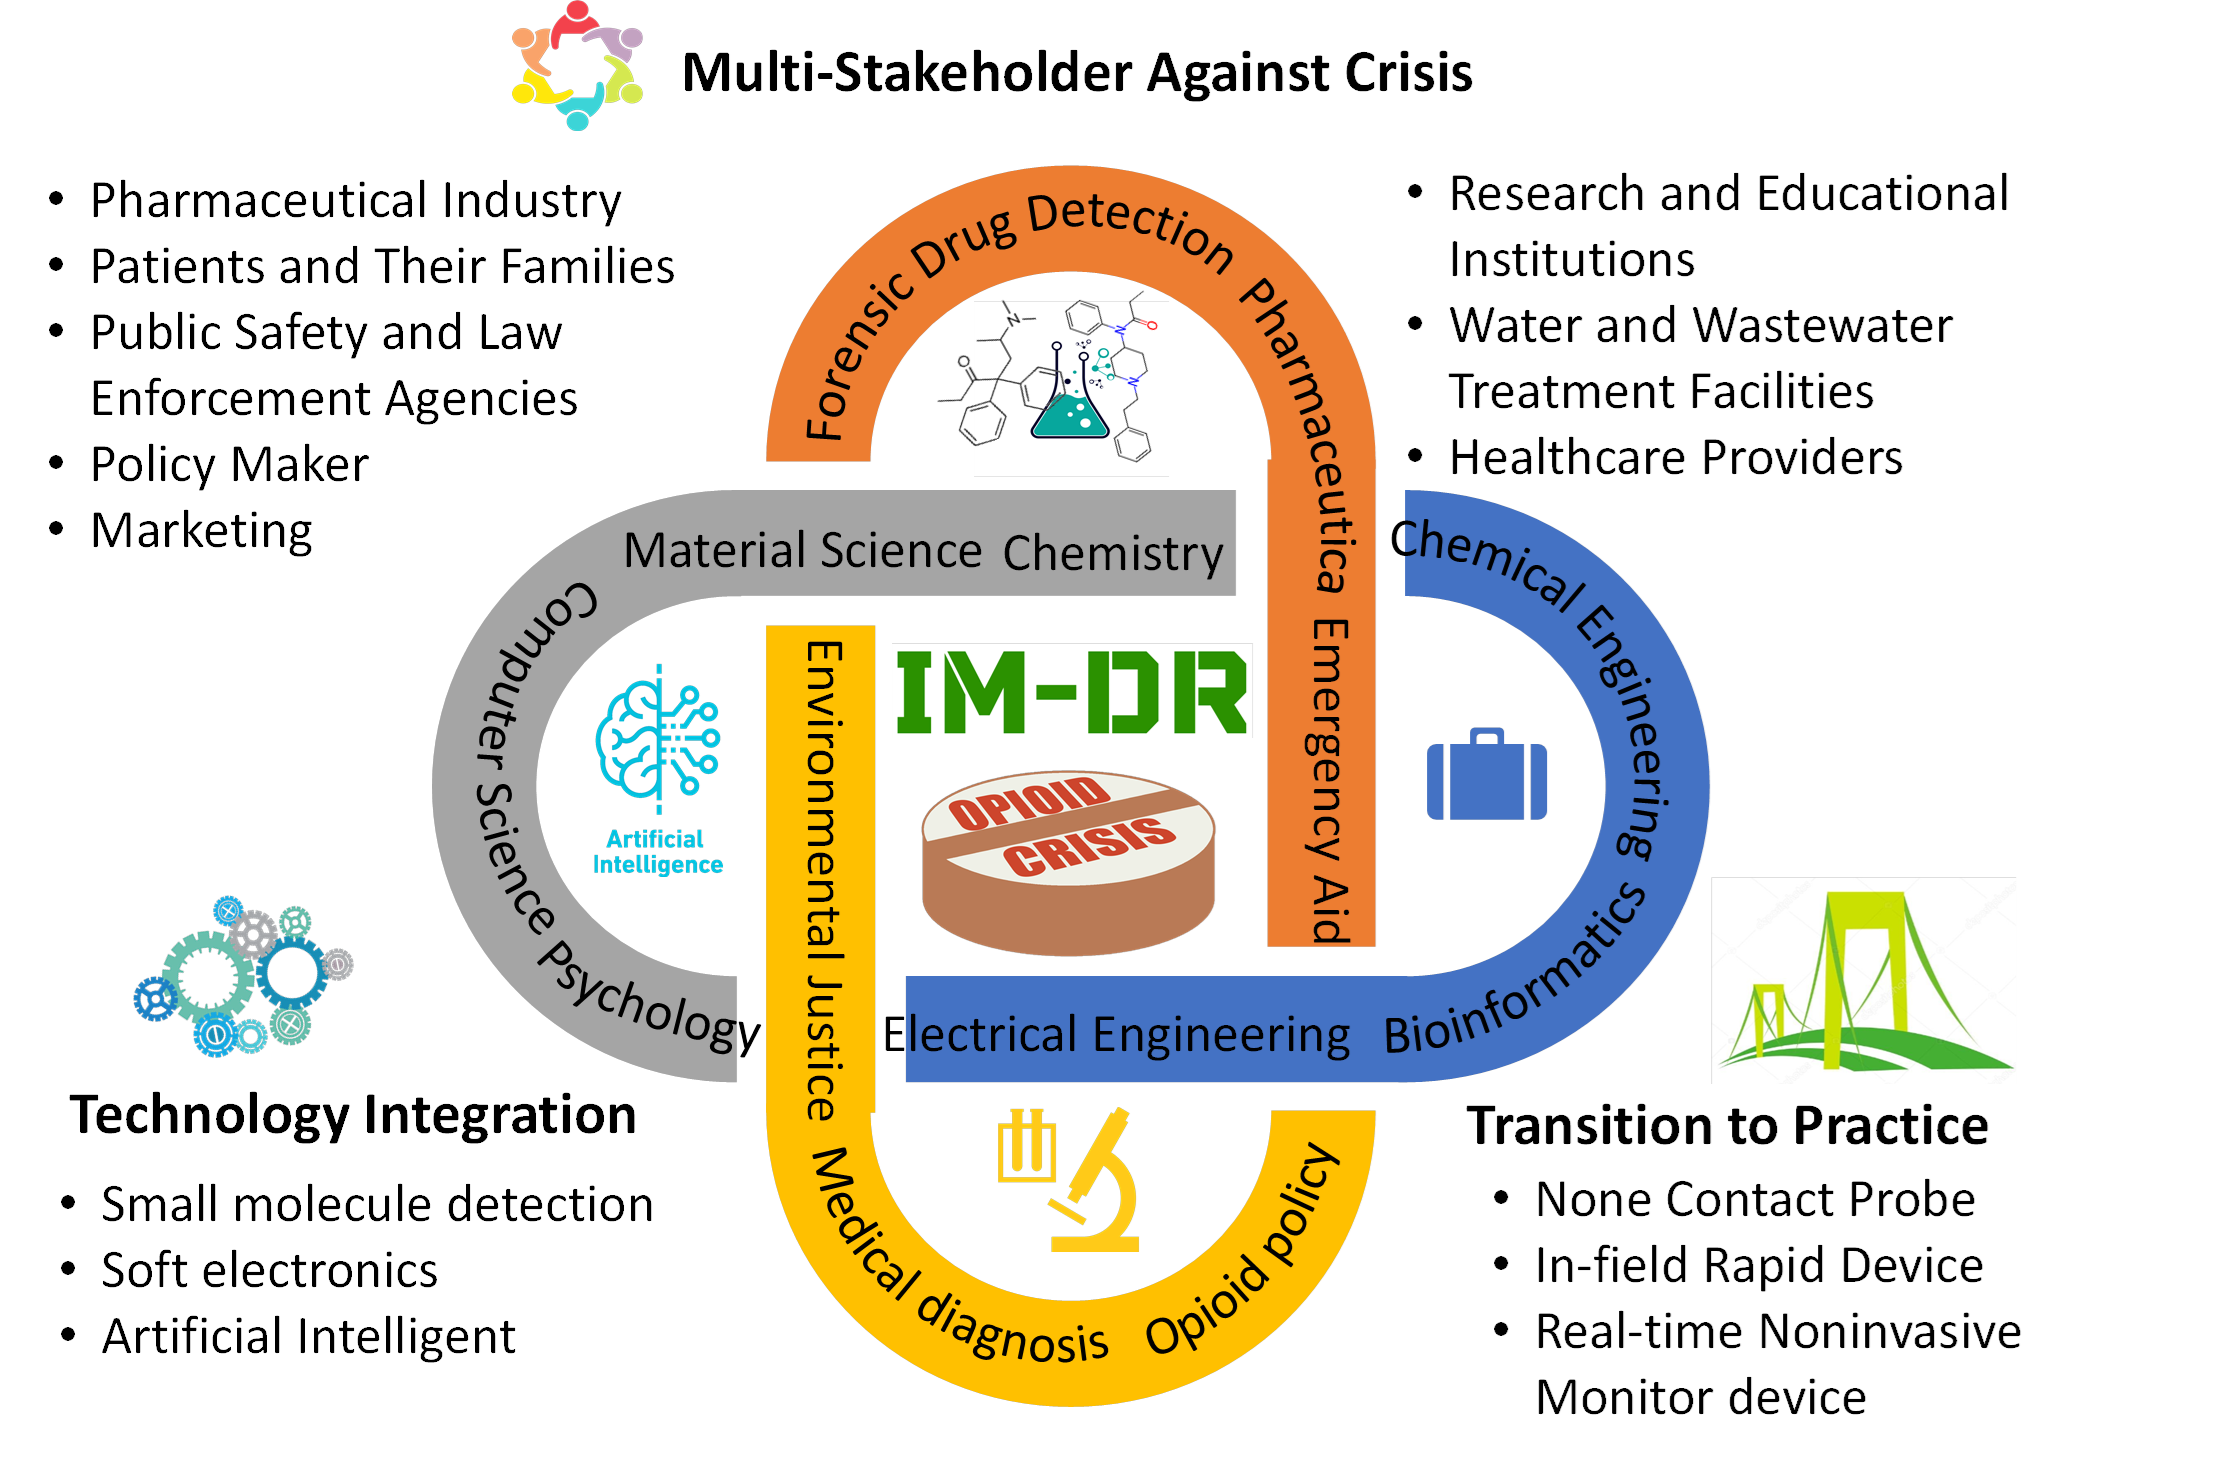 Multi-Stakeholder Against Crisis
• Pharmaceutical Industry
• Patients and Their Families
• Public Safety and Law
Enforcement Agencies
• Policy Maker
• Marketing
• Research and Educational
Institutions
• Water and Wastewater
Treatment Facilities
• Healthcare Providers
Forensic Drug Detection
Pharmaceutica
Emergency Aid
N
N
O
N
O
Material Science
Chemistry
Computer Science
Psychology
Chemical Engineering
Bioinformatics
Electrical Engineering
Environmental Justice
Medical diagnosis
Opioid policy
Artificial
Intelligence
IM-DR
OPIOID
CRISIS
Technology Integration
• Small molecule detection
• Soft electronics
• Artificial Intelligent
Transition to Practice
• None Contact Probe
• In-field Rapid Device
• Real-time Noninvasive
Monitor device